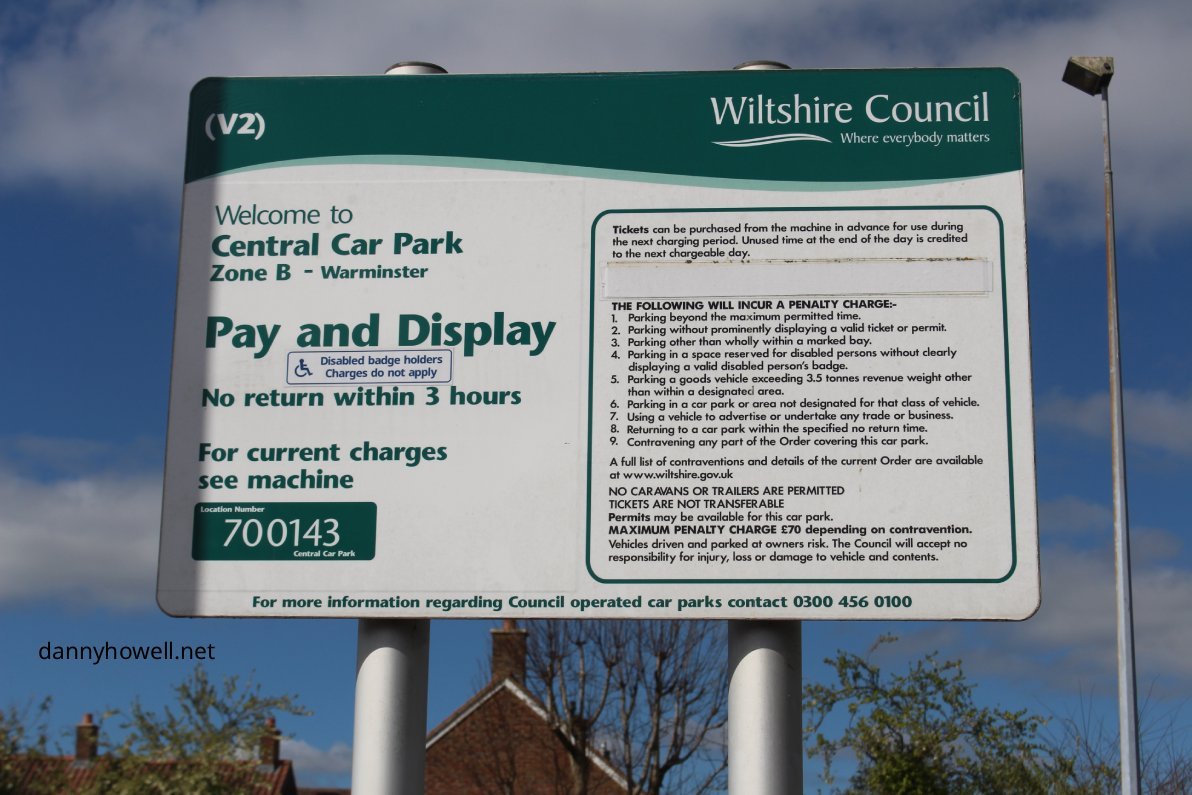 (V2)
Wiltshire Council
Where everybody matters
Welcome to
Central Car Park
Zone B - Warminster
Pay and Display
Disabled badge holders
Charges do not apply
No return within 3 hours
For current charges
see machine
Location Number
700143
Central Car Park
Tickets can be purchased from the machine in advance for use during
the next charging period. Unused time at the end of the day is credited
to the next chargeable day.
THE FOLLOWING WILL INCUR A PENALTY CHARGE:-
1. Parking beyond the maximum permitted time.
2. Parking without prominently displaying a valid ticket or permit.
3. Parking other than wholly within a marked bay.
4. Parking in a space reserved for disabled persons without clearly
displaying a valid disabled person's badge.
5. Parking a goods vehicle exceeding 3.5 tonnes revenue weight other
than within a designated area.
6. Parking in a car park or area not designated for that class of vehicle.
7. Using a vehicle to advertise or undertake any trade or business.
8. Returning to a car park within the specified no return time.
9. Contravening any part of the Order covering this car park.
A full list of contraventions and details of the current Order are available
at www.wiltshire.gov.uk
NO CARAVANS OR TRAILERS ARE PERMITTED
TICKETS ARE NOT TRANSFERABLE
Permits may be available for this car park.
MAXIMUM PENALTY CHARGE £70 depending on contravention.
Vehicles driven and parked at owners risk. The Council will accept no
responsibility for injury, loss or damage to vehicle and contents.
For more information regarding Council operated car parks contact 0300 456 0100
dannyhowell.net